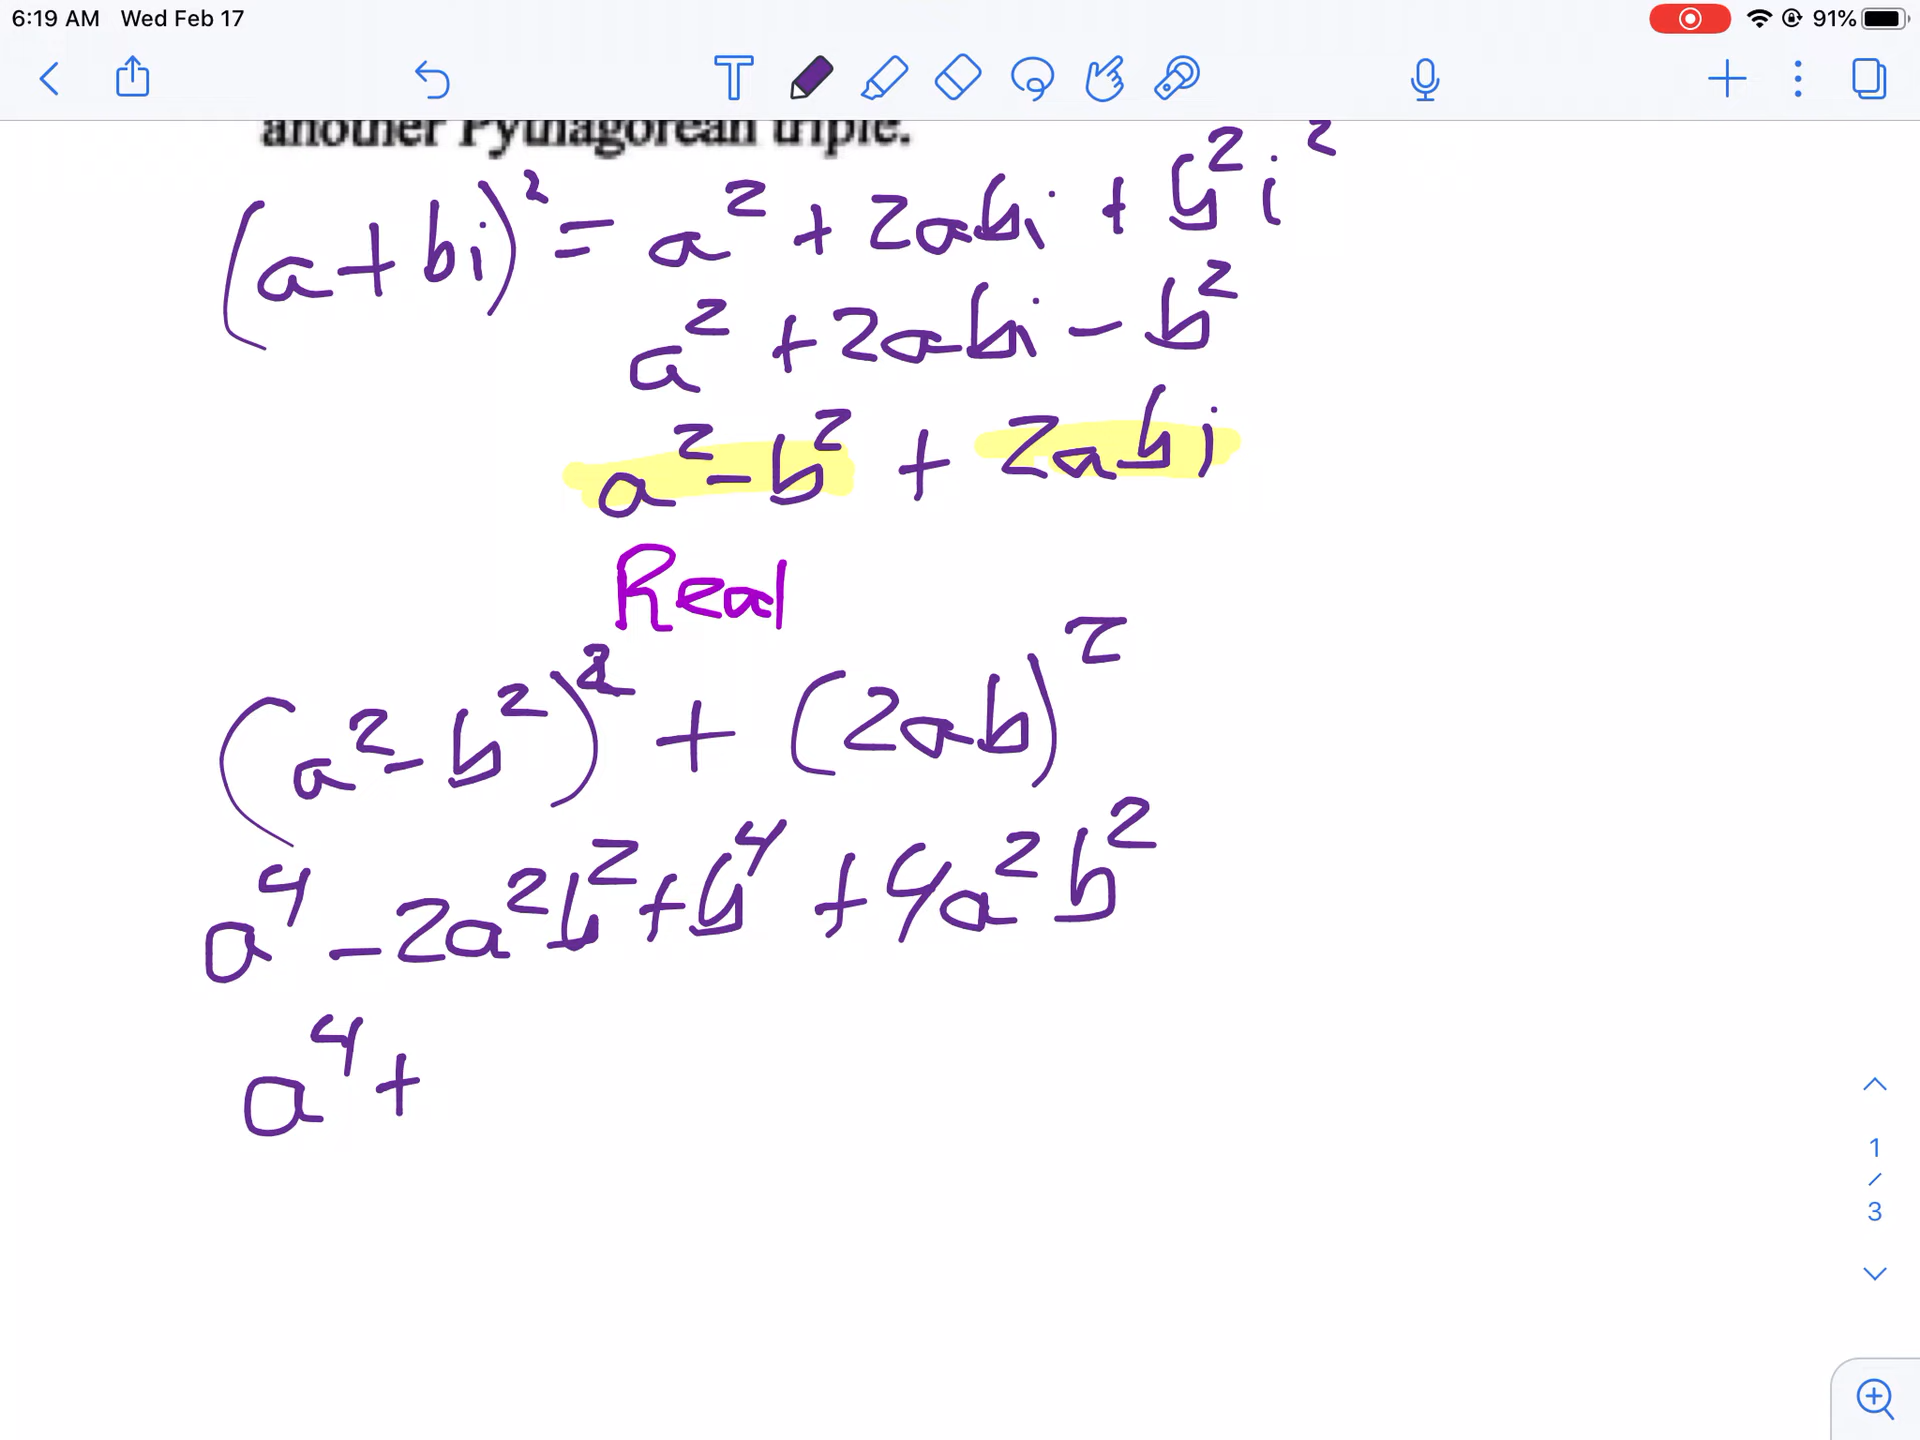 6:19 AM Wed Feb 17 91%
T
another Pythagorean triple.
(a+bi)² = a² + 2abi + b²i²
a² + 2abi - b²
a² - b² + 2abi
Real
(a² - b²)² + (2ab)²
a⁴ - 2a²b² + b⁴ + 4a²b²
a⁴ +
1
/
3